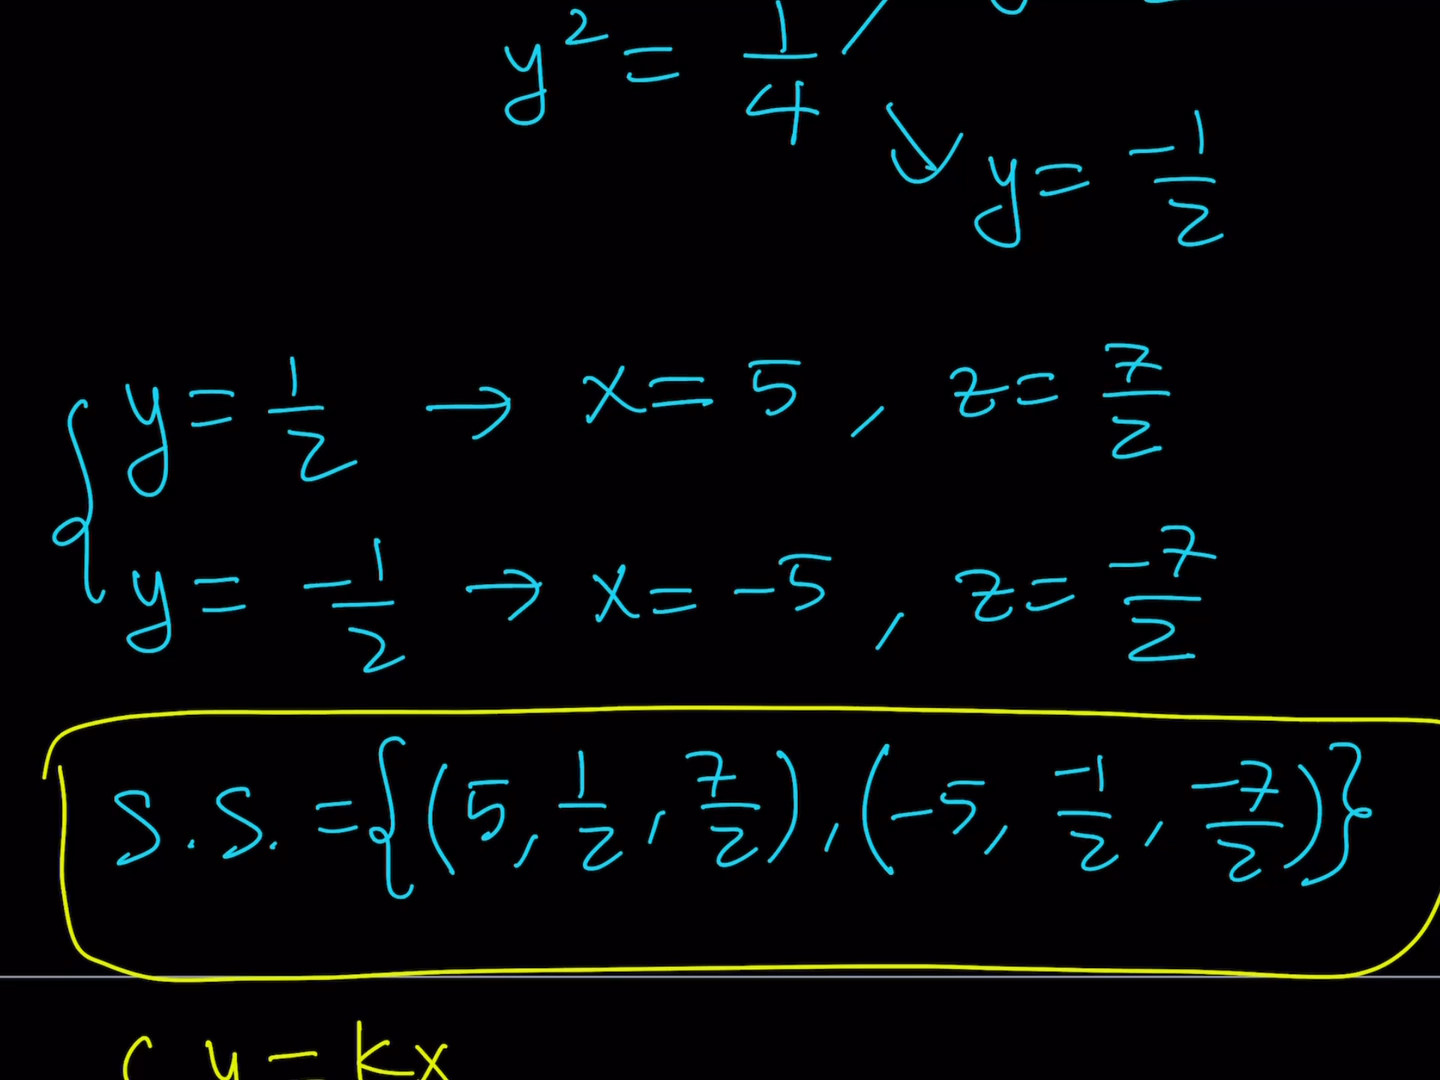 y² = 1/4
y = -1/2
y = 1/2 → x = 5 , z = 7/2
y = -1/2 → x = -5 , z = -7/2
S.S. = {(5, 1/2, 7/2), (-5, -1/2, -7/2)}
y = kx